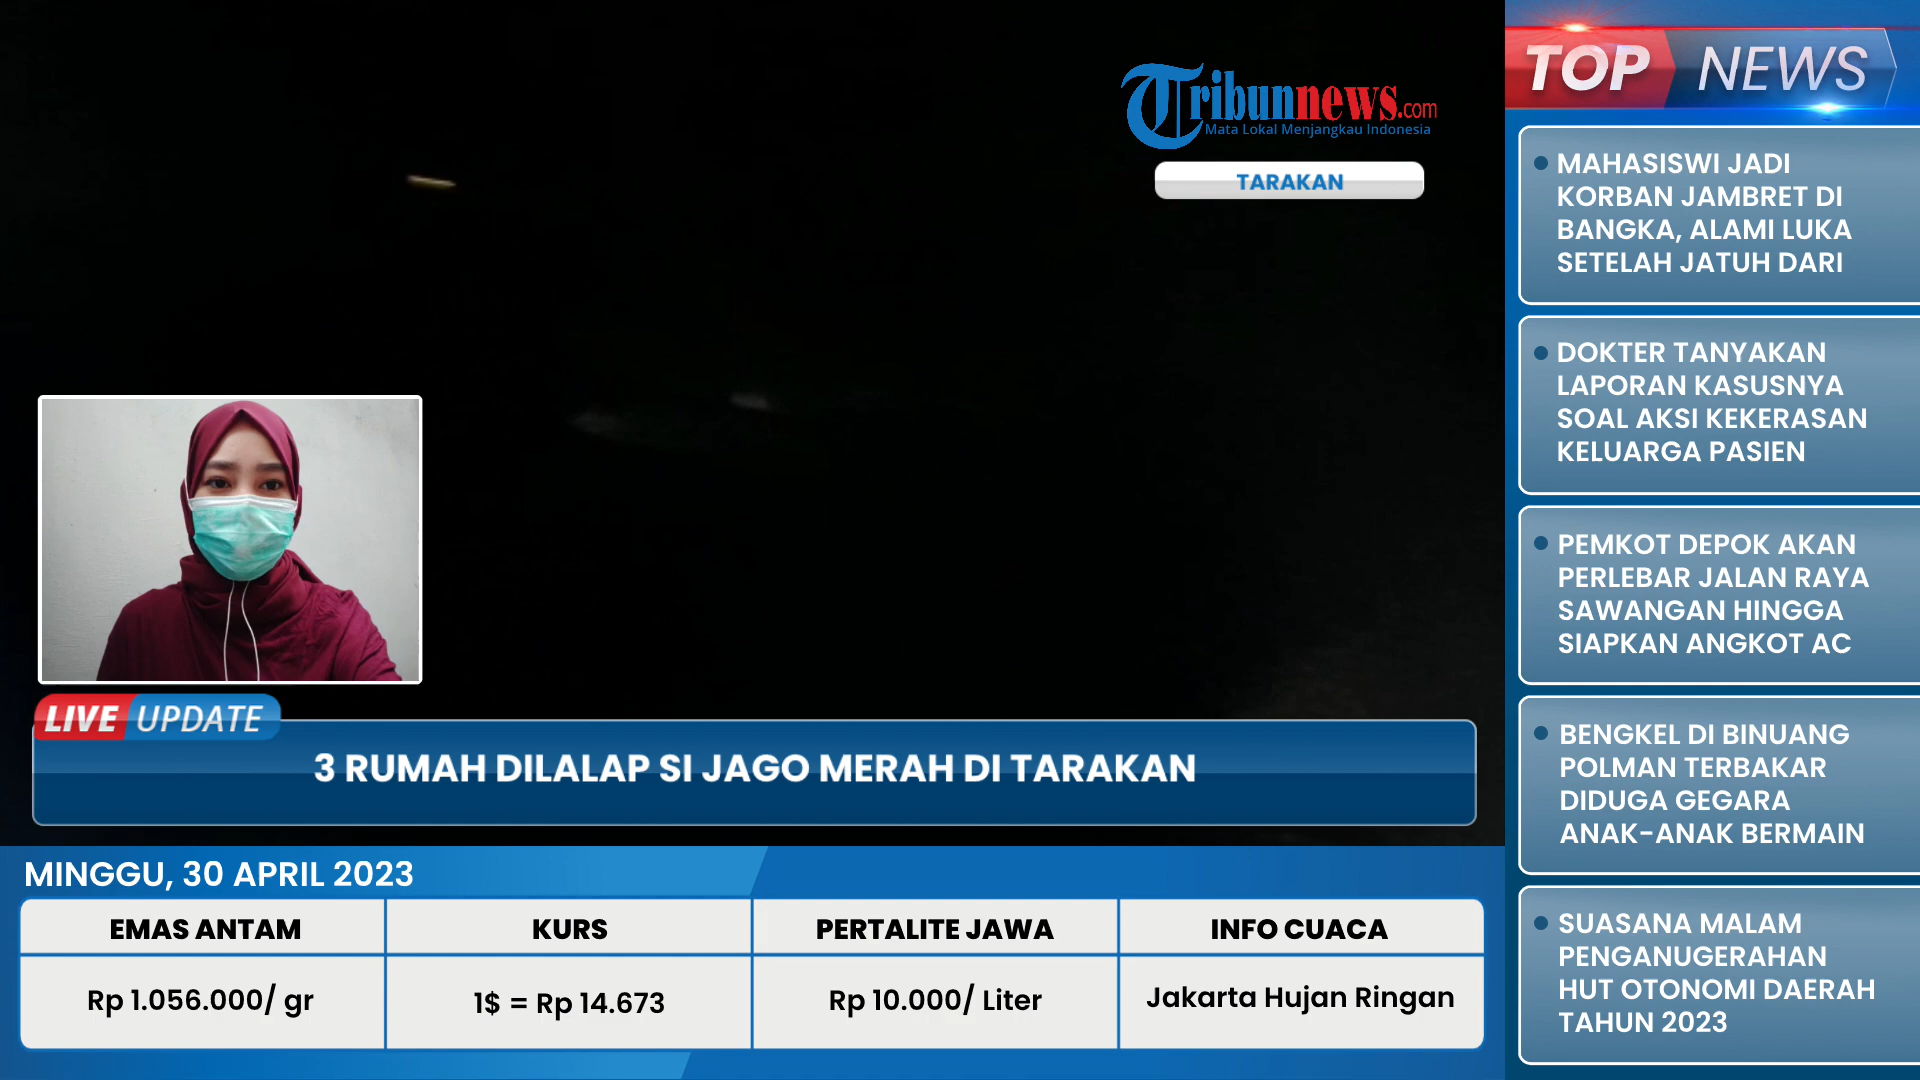 Tribunnews.com
Mata Lokal Menjangkau Indonesia
TARAKAN
LIVE UPDATE
3 RUMAH DILALAP SI JAGO MERAH DI TARAKAN
MINGGU, 30 APRIL 2023
EMAS ANTAM KURS PERTALITE JAWA INFO CUACA
Rp 1.056.000/ gr 1$ = Rp 14.673 Rp 10.000/ Liter Jakarta Hujan Ringan
TOP NEWS
MAHASISWI JADI
KORBAN JAMBRET DI
BANGKA, ALAMI LUKA
SETELAH JATUH DARI
DOKTER TANYAKAN
LAPORAN KASUSNYA
SOAL AKSI KEKERASAN
KELUARGA PASIEN
PEMKOT DEPOK AKAN
PERLEBAR JALAN RAYA
SAWANGAN HINGGA
SIAPKAN ANGKOT AC
BENGKEL DI BINUANG
POLMAN TERBAKAR
DIDUGA GEGARA
ANAK-ANAK BERMAIN
SUASANA MALAM
PENGANUGERAHAN
HUT OTONOMI DAERAH
TAHUN 2023